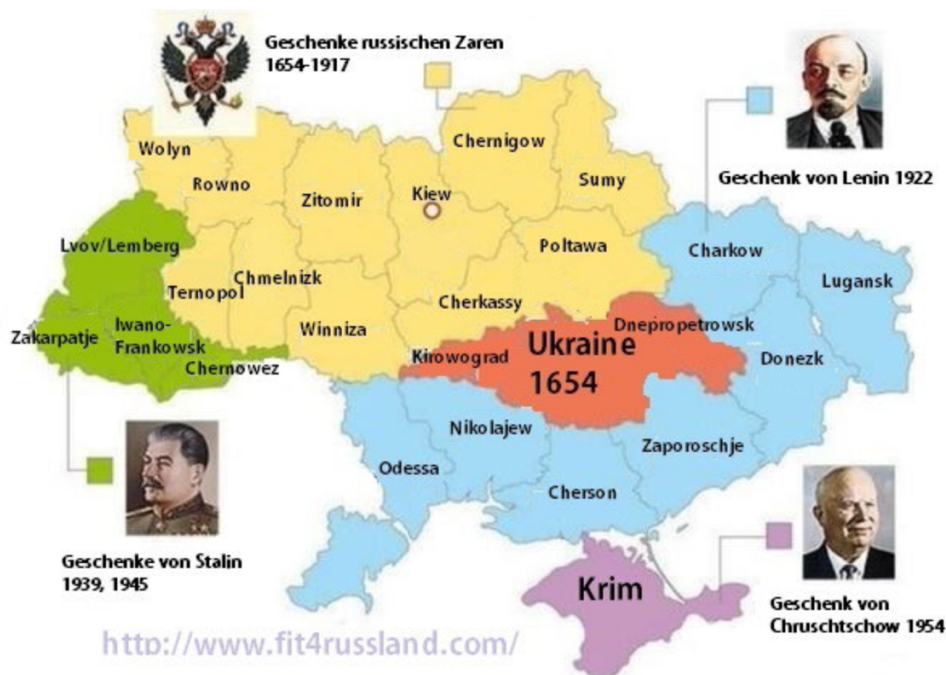 Geschenke russischen Zaren
1654-1917
Wolyn
Rowno
Zitomir
Kiew
Chernigow
Sumy
Geschenk von Lenin 1922
Lvov/Lemberg
Ternopol
Chmelnizk
Winniza
Cherkassy
Poltawa
Charkow
Lugansk
Zakarpatje
Iwano-
Frankowsk
Chernowez
Kirowograd
Ukraine
1654
Dnepropetrowsk
Donezk
Odessa
Nikolajew
Cherson
Zaporoschje
Geschenke von Stalin
1939, 1945
Krim
Geschenk von
Chruschtschow 1954
http://www.fit4russland.com/